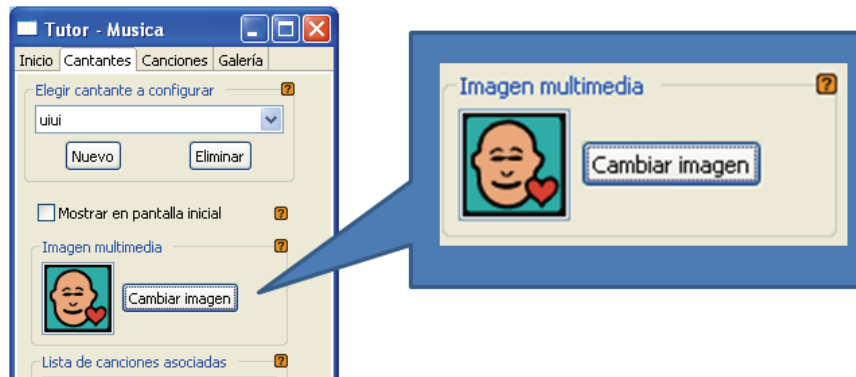 Tutor - Musica
Inicio Cantantes Canciones Galería
Elegir cantante a configurar ?
uiui
Nuevo Eliminar
Mostrar en pantalla inicial ?
Imagen multimedia ?
Cambiar imagen
Lista de canciones asociadas ?
Imagen multimedia ?
Cambiar imagen